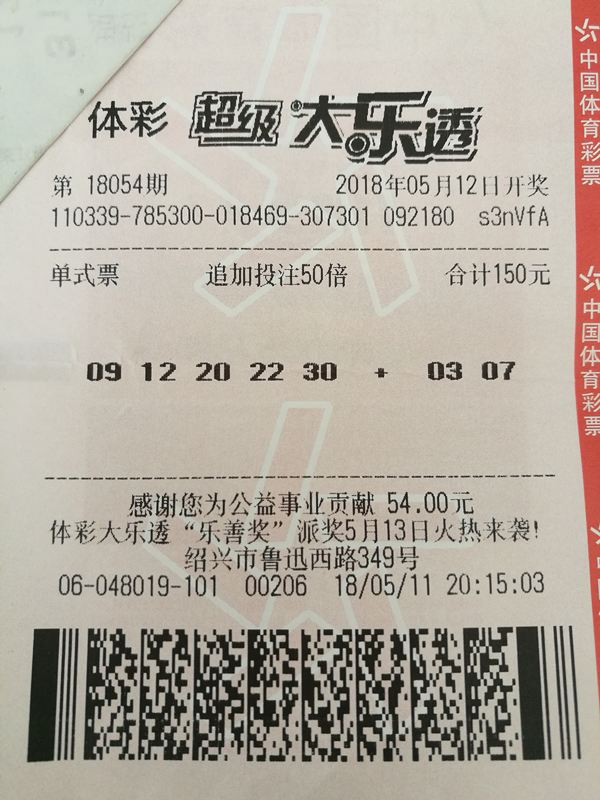 体彩 超级大乐透
第 18054期 2018年05月12日开奖
110339-785300-018469-307301 092180 s3nVfA
单式票 追加投注50倍 合计150元
09 12 20 22 30 + 03 07
感谢您为公益事业贡献 54.00元
体彩大乐透“乐善奖”派奖5月13日火热来袭!
绍兴市鲁迅西路349号
06-048019-101 00206 18/05/11 20:15:03
中国体育彩票
中国体育彩票